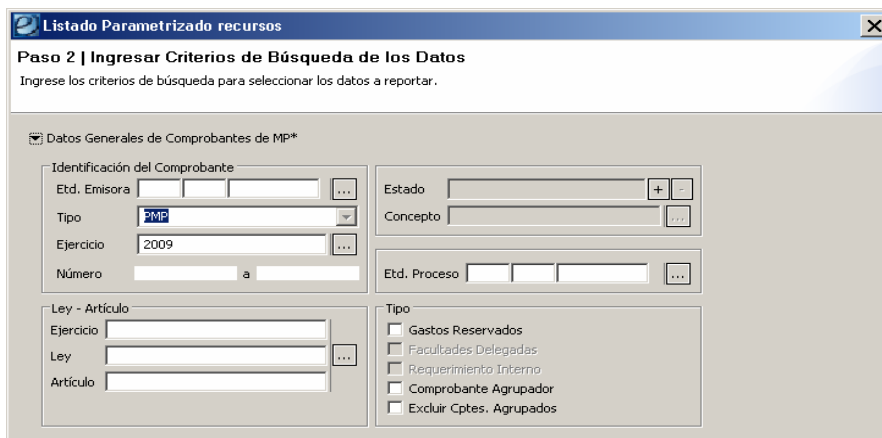 Listado Parametrizado recursos
Paso 2 | Ingresar Criterios de Búsqueda de los Datos
Ingrese los criterios de búsqueda para seleccionar los datos a reportar.
Datos Generales de Comprobantes de MP*
Identificación del Comprobante
Etd. Emisora ...
Tipo PMP
Ejercicio 2009 ...
Número a
Estado + -
Concepto ...
Etd. Proceso ...
Ley - Artículo
Ejercicio
Ley ...
Artículo
Tipo
Gastos Reservados
Facultades Delegadas
Requerimiento Interno
Comprobante Agrupador
Excluir Cptes. Agrupados